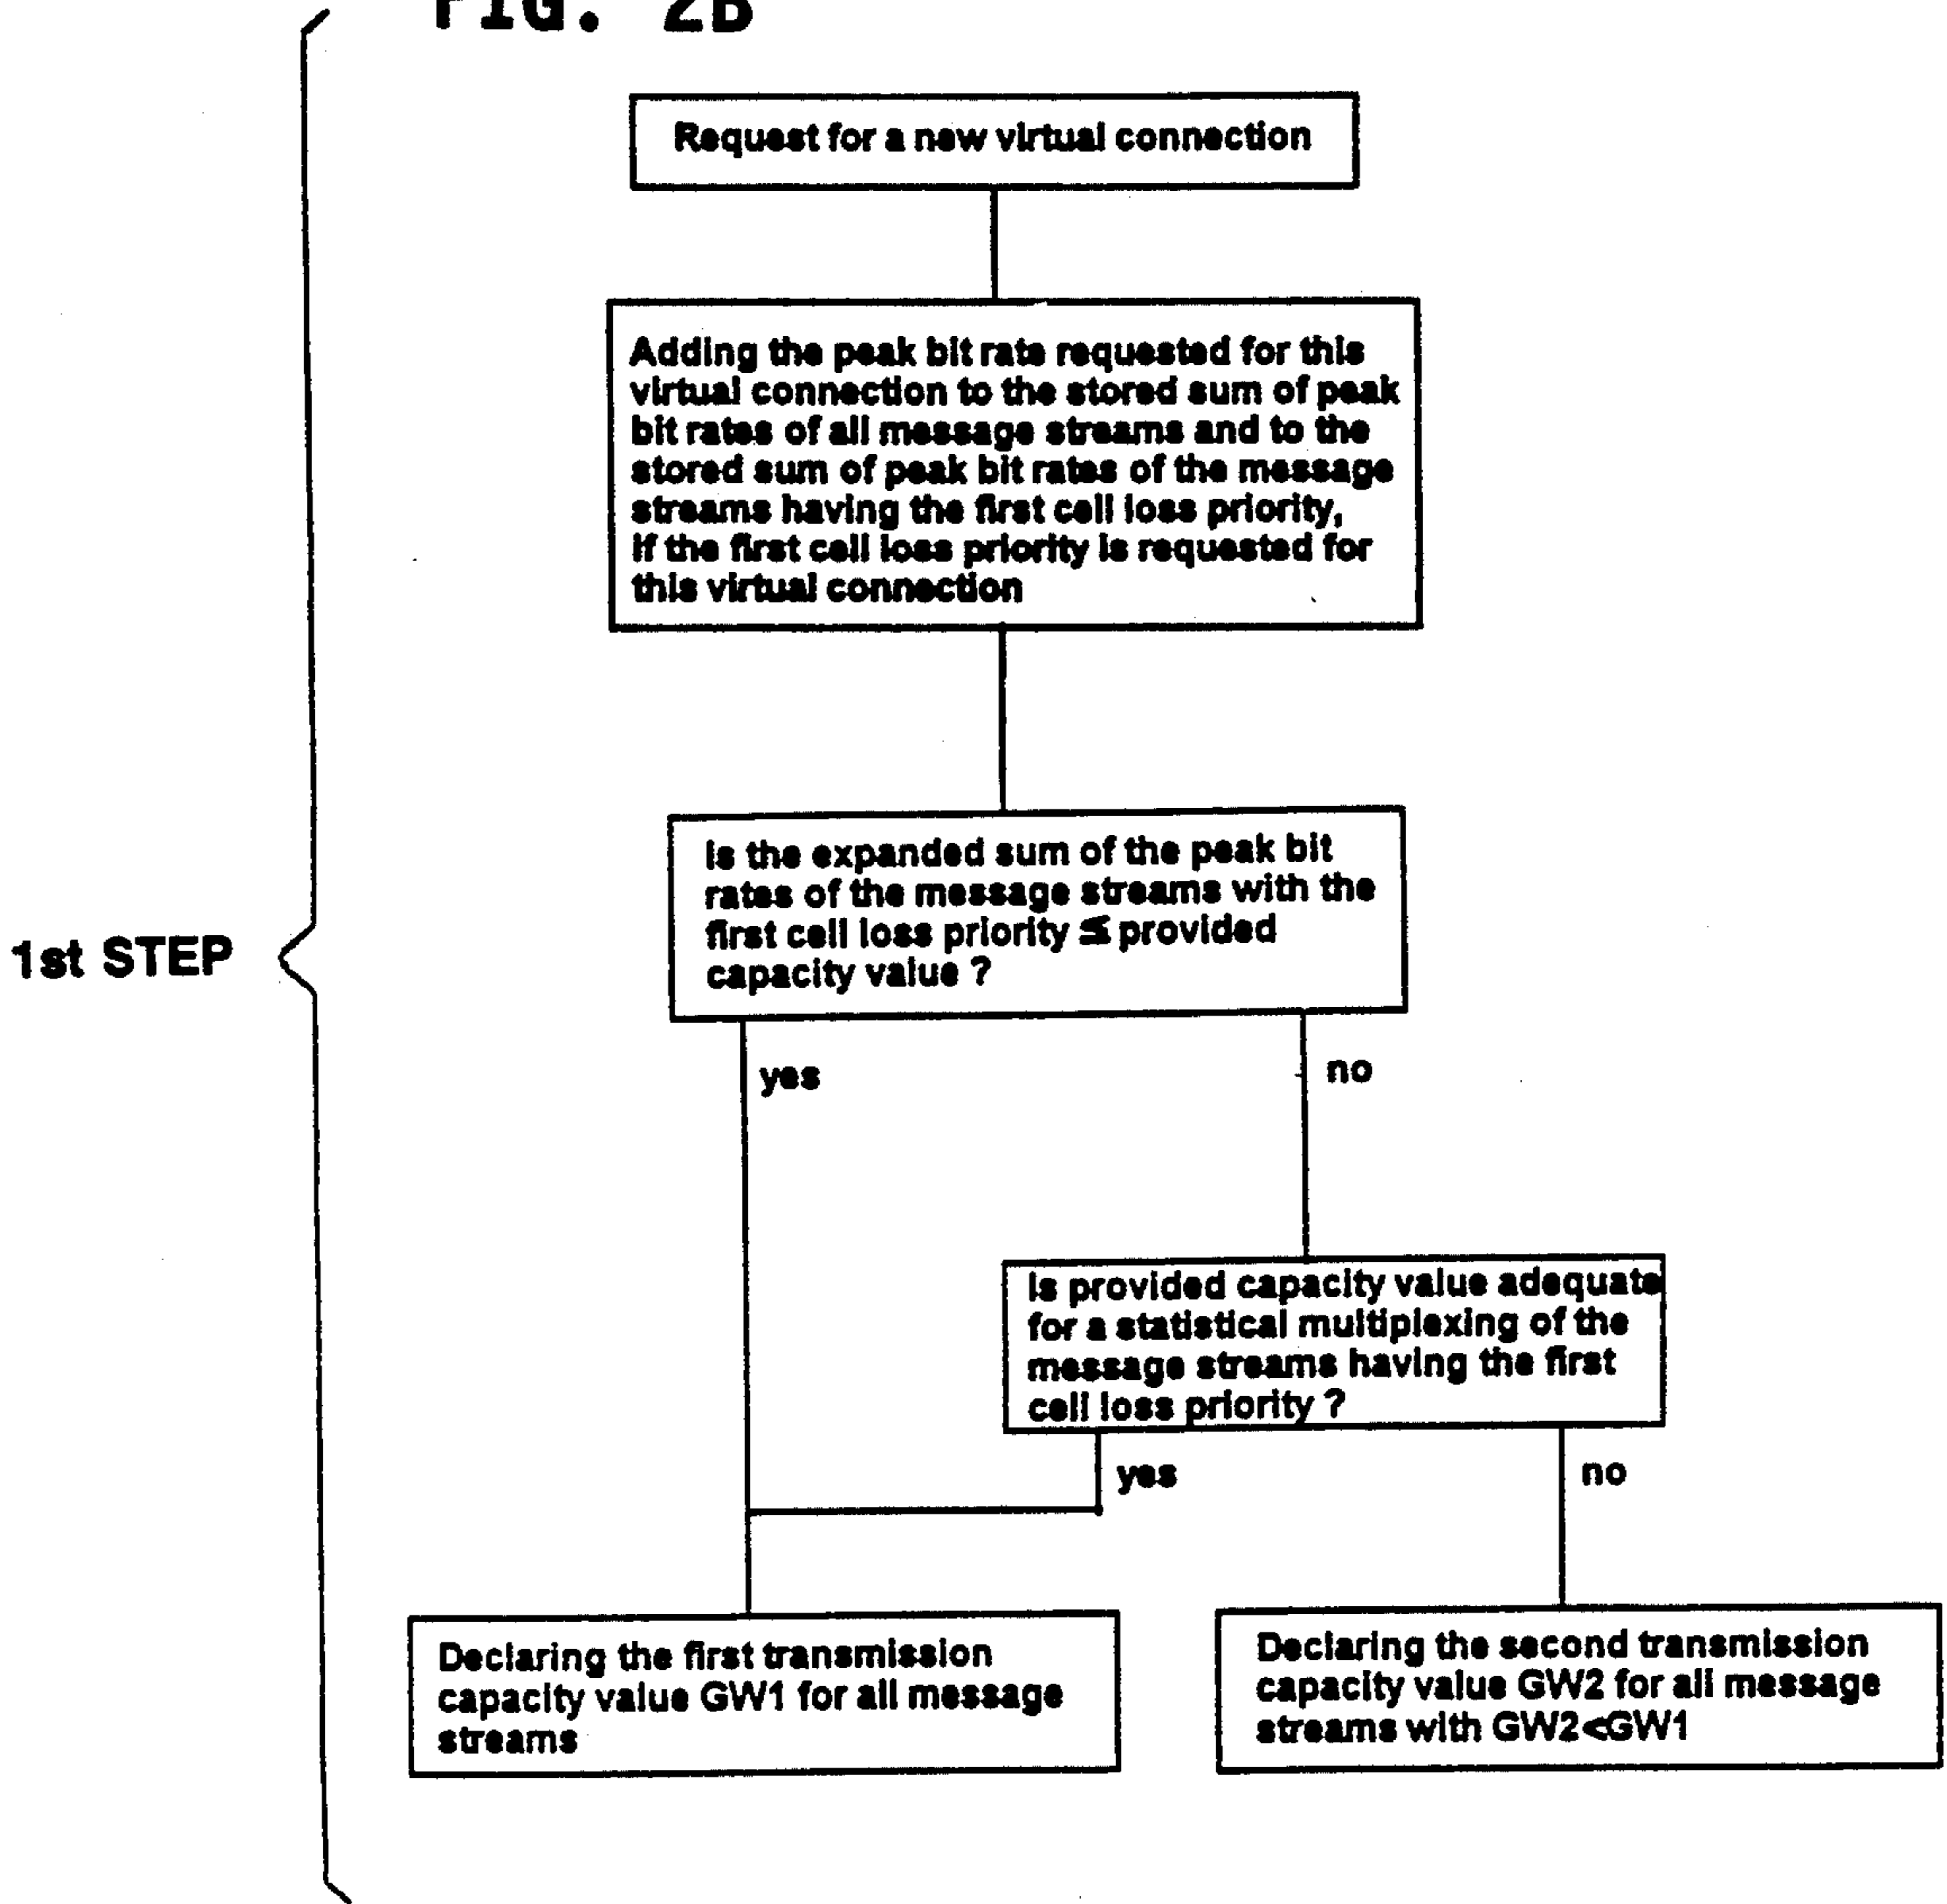 FIG. 2B
Request for a new virtual connection
Adding the peak bit rate requested for this
virtual connection to the stored sum of peak
bit rates of all message streams and to the
stored sum of peak bit rates of the message
streams having the first cell loss priority,
if the first cell loss priority is requested for
this virtual connection
Is the expanded sum of the peak bit
rates of the message streams with the
first cell loss priority ≤ provided
capacity value ?
1st STEP
yes
no
Is provided capacity value adequate
for a statistical multiplexing of the
message streams having the first
cell loss priority ?
yes
no
Declaring the first transmission
capacity value GW1 for all message
streams
Declaring the second transmission
capacity value GW2 for all message
streams with GW2<GW1